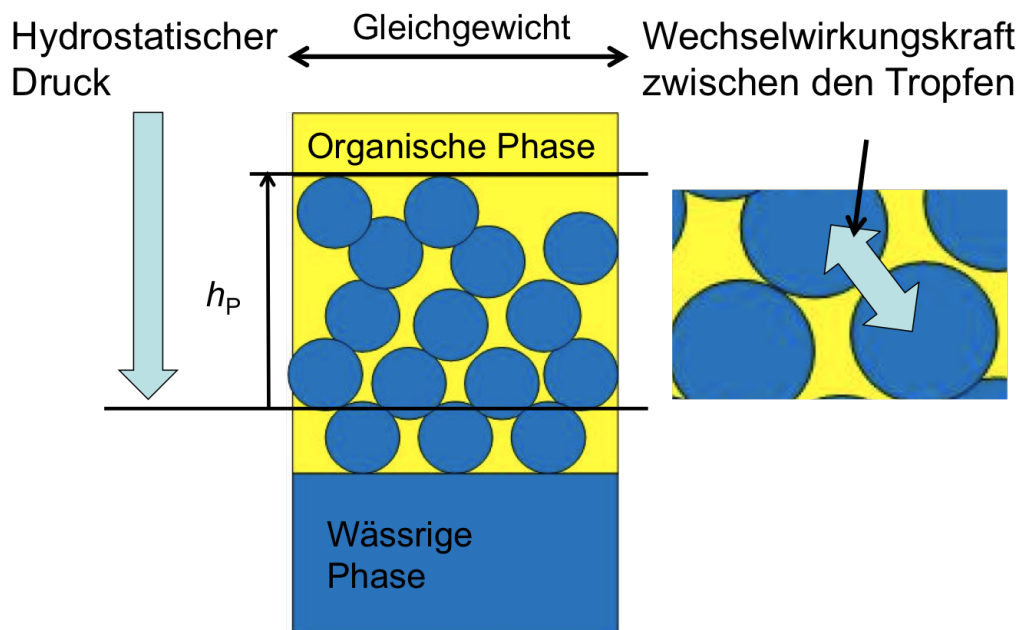 Hydrostatischer
Druck
Gleichgewicht
Wechselwirkungskraft
zwischen den Tropfen
Organische Phase
hP
Wässrige
Phase